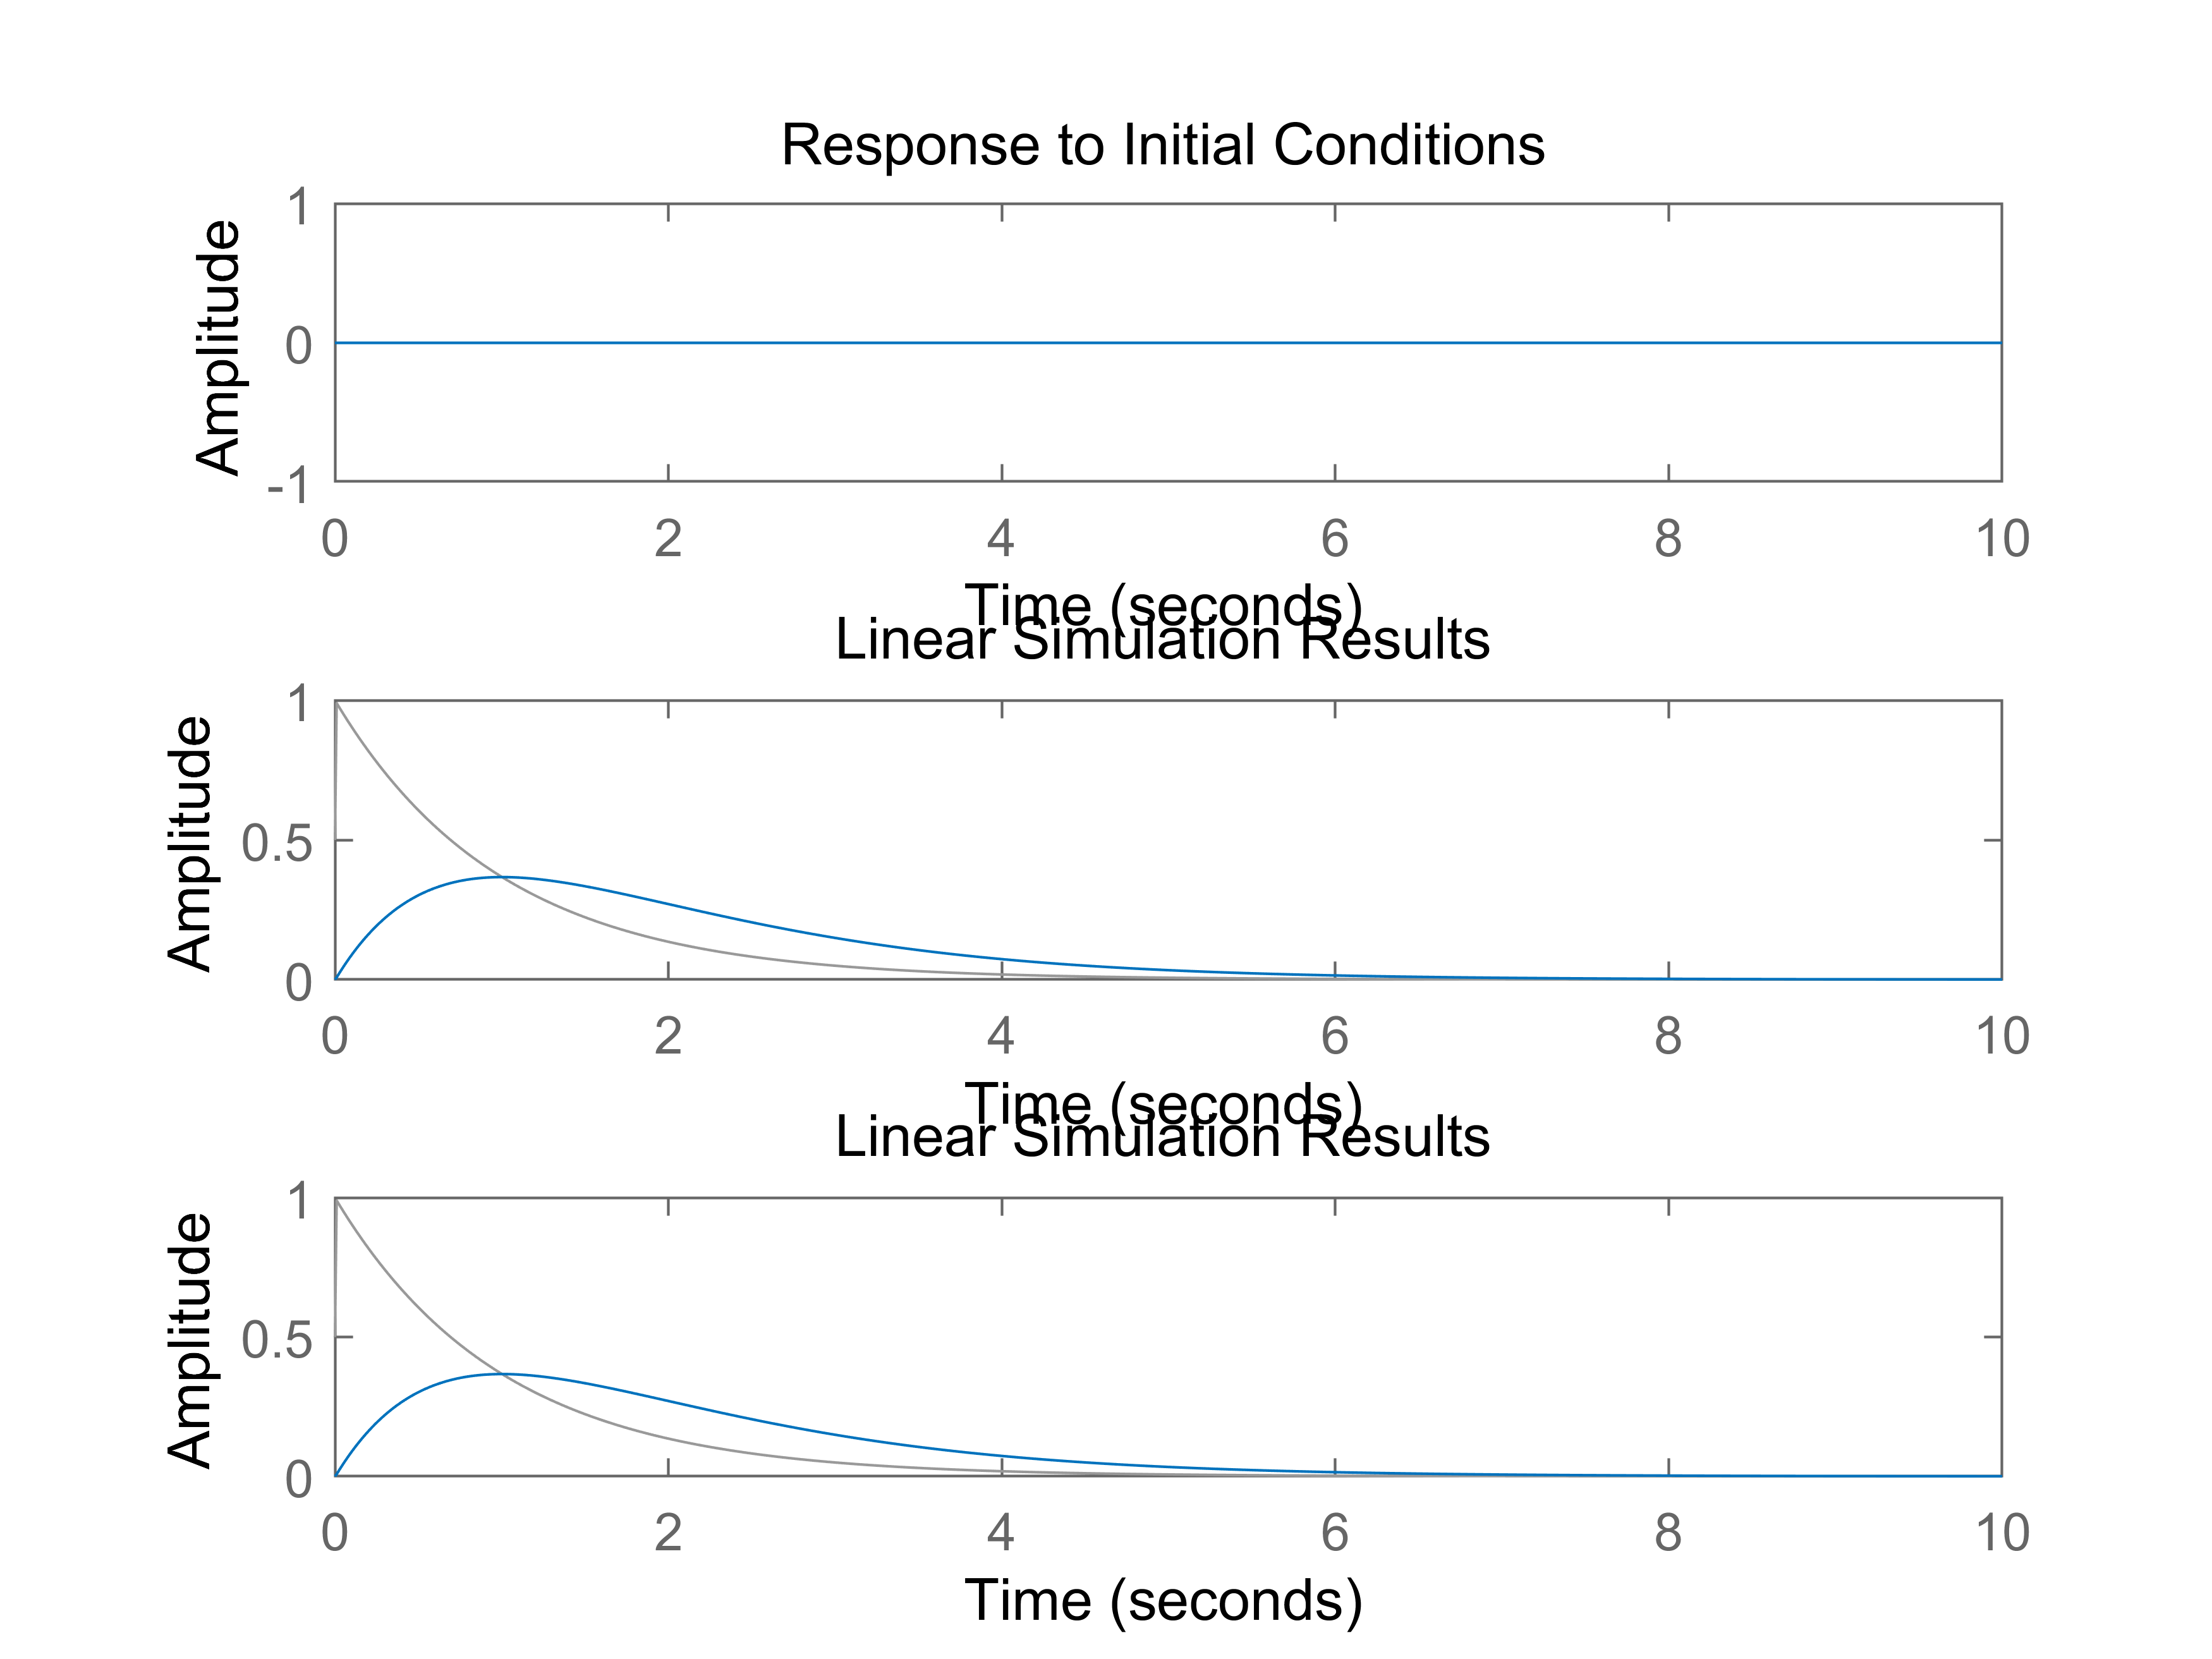 Response to Initial Conditions
Amplitude
1
0
-1
0 2 4 6 8 10
Time (seconds)
Linear Simulation Results
Amplitude
1
0.5
0
0 2 4 6 8 10
Time (seconds)
Linear Simulation Results
Amplitude
1
0.5
0
0 2 4 6 8 10
Time (seconds)